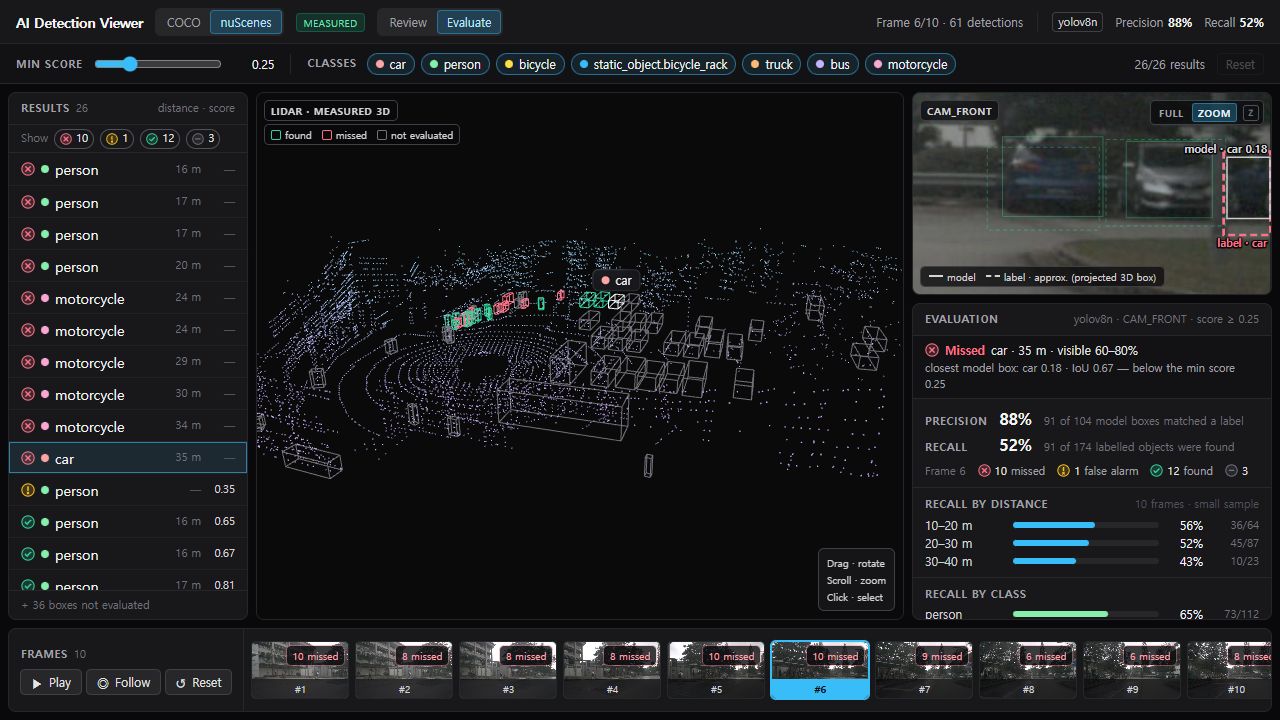 AI Detection Viewer COCO nuScenes MEASURED Review Evaluate Frame 6/10 · 61 detections yolov8n Precision 88% Recall 52%
MIN SCORE 0.25 CLASSES car person bicycle static_object.bicycle_rack truck bus motorcycle 26/26 results Reset
RESULTS 26 distance · score
Show 10 1 12 3
person 16 m —
person 17 m —
person 17 m —
person 20 m —
motorcycle 24 m —
motorcycle 24 m —
motorcycle 29 m —
motorcycle 30 m —
motorcycle 34 m —
car 35 m —
person — 0.35
person 16 m 0.65
person 16 m 0.67
person 17 m 0.81
+ 36 boxes not evaluated
LIDAR · MEASURED 3D
found missed not evaluated
car
Drag · rotate
Scroll · zoom
Click · select
CAM_FRONT FULL ZOOM Z
model · car 0.18
label · car
model label · approx. (projected 3D box)
EVALUATION yolov8n · CAM_FRONT · score ≥ 0.25
Missed car · 35 m · visible 60–80%
closest model box: car 0.18 · IoU 0.67 — below the min score
0.25
PRECISION 88% 91 of 104 model boxes matched a label
RECALL 52% 91 of 174 labelled objects were found
Frame 6 10 missed 1 false alarm 12 found 3
RECALL BY DISTANCE 10 frames · small sample
10–20 m 56% 36/64
20–30 m 52% 45/87
30–40 m 43% 10/23
RECALL BY CLASS
person 65% 73/112
FRAMES 10
Play Follow Reset
10 missed 8 missed 8 missed 8 missed 10 missed 10 missed 9 missed 6 missed 6 missed 8 missed
#1 #2 #3 #4 #5 #6 #7 #8 #9 #10